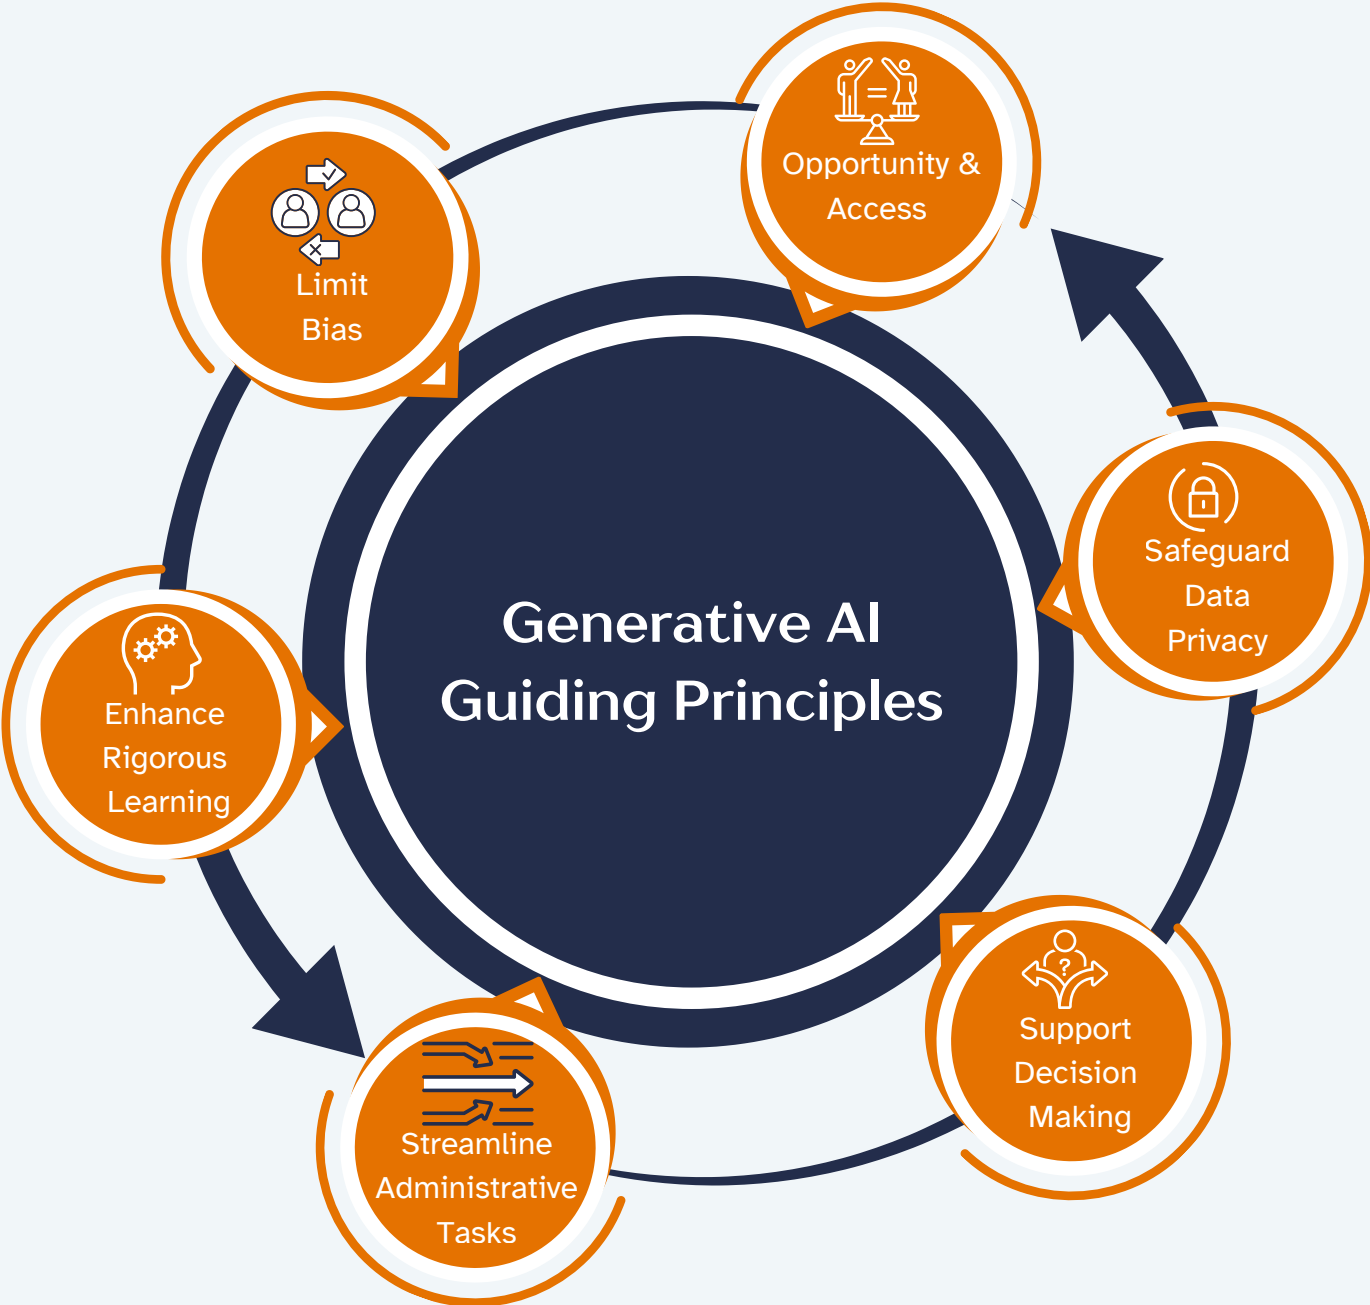 Opportunity &
Access
Limit
Bias
Safeguard
Data
Privacy
Generative AI
Guiding Principles
Enhance
Rigorous
Learning
?
Support
Decision
Making
Streamline
Administrative
Tasks